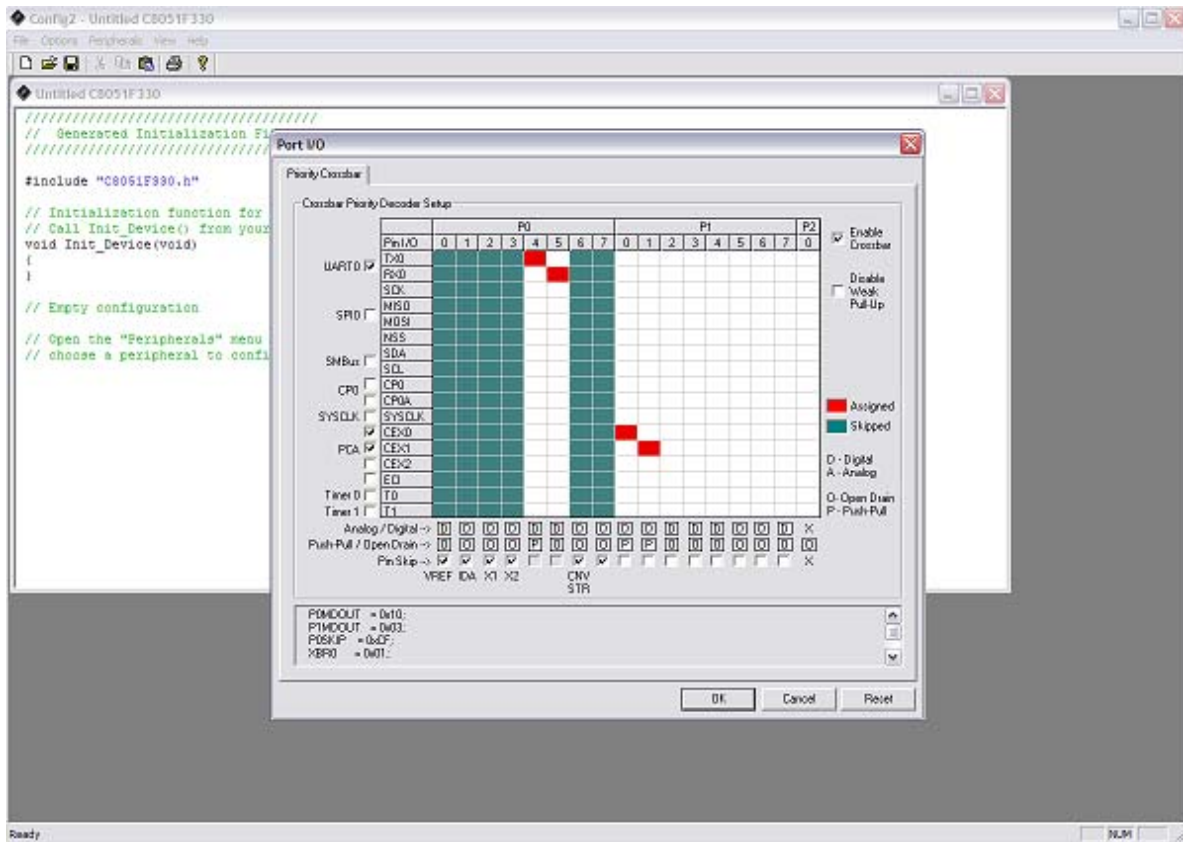 Config2 - Untitled C8051F330
File Options Peripherals View Help
Untitled C8051F330
////////////////////////////////////////
// Generated Initialization Fi
////////////////////////////////////////
#include "C8051F330.h"
// Initialization function for
// Call Init_Device() from your
void Init_Device(void)
{
}
// Empty configuration
// Open the "Peripherals" menu
// choose a peripheral to confi
Port I/O
Priority Crossbar
Crossbar Priority Decoder Setup
P0 P1 P2
Pin I/O 0 1 2 3 4 5 6 7 0 1 2 3 4 5 6 7 0
UART0 TX0
RX0
SCK
SPI0 MISO
MOSI
NSS
SMBus SDA
SCL
CP0 CP0
CP0A
SYSCLK SYSCLK
CEX0
PCA CEX1
CEX2
ECI
Timer 0 T0
Timer 1 T1
Analog / Digital -> X
Push-Pull / Open Drain ->
Pin Skip -> X
VREF IDA X1 X2 CNV
STR
Enable
Crossbar
Disable
Weak
Pull-Up
Assigned
Skipped
D - Digital
A - Analog
O - Open Drain
P - Push-Pull
P0MDOUT = 0x10;
P1MDOUT = 0x03;
P0SKIP = 0xCF;
XBR0 = 0x01;
OK Cancel Reset
Ready NUM